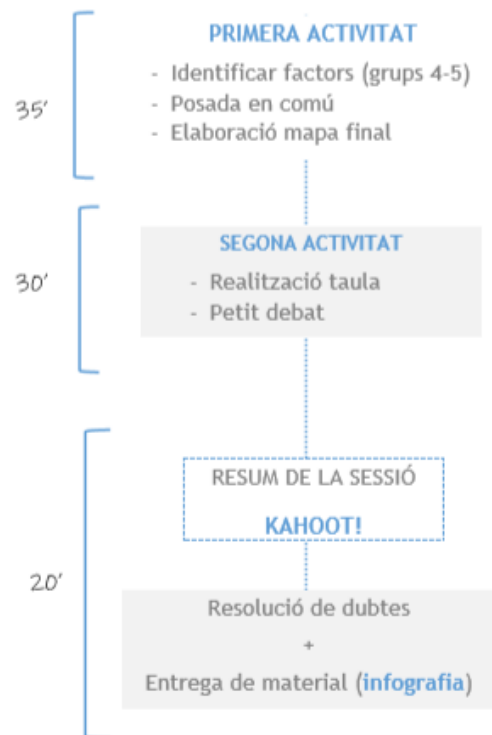 PRIMERA ACTIVITAT
35’
- Identificar factors (grups 4-5)
- Posada en comú
- Elaboració mapa final
SEGONA ACTIVITAT
30’
- Realització taula
- Petit debat
20’
RESUM DE LA SESSIÓ
KAHOOT!
Resolució de dubtes
+
Entrega de material (infografia)